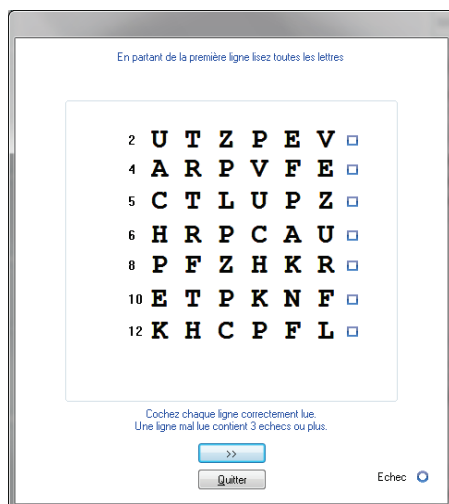 En partant de la première ligne lisez toutes les lettres
2 U T Z P E V
4 A R P V F E
5 C T L U P Z
6 H R P C A U
8 P F Z H K R
10 E T P K N F
12 K H C P F L
Cochez chaque ligne correctement lue.
Une ligne mal lue contient 3 echecs ou plus.
>>
Quitter
Echec